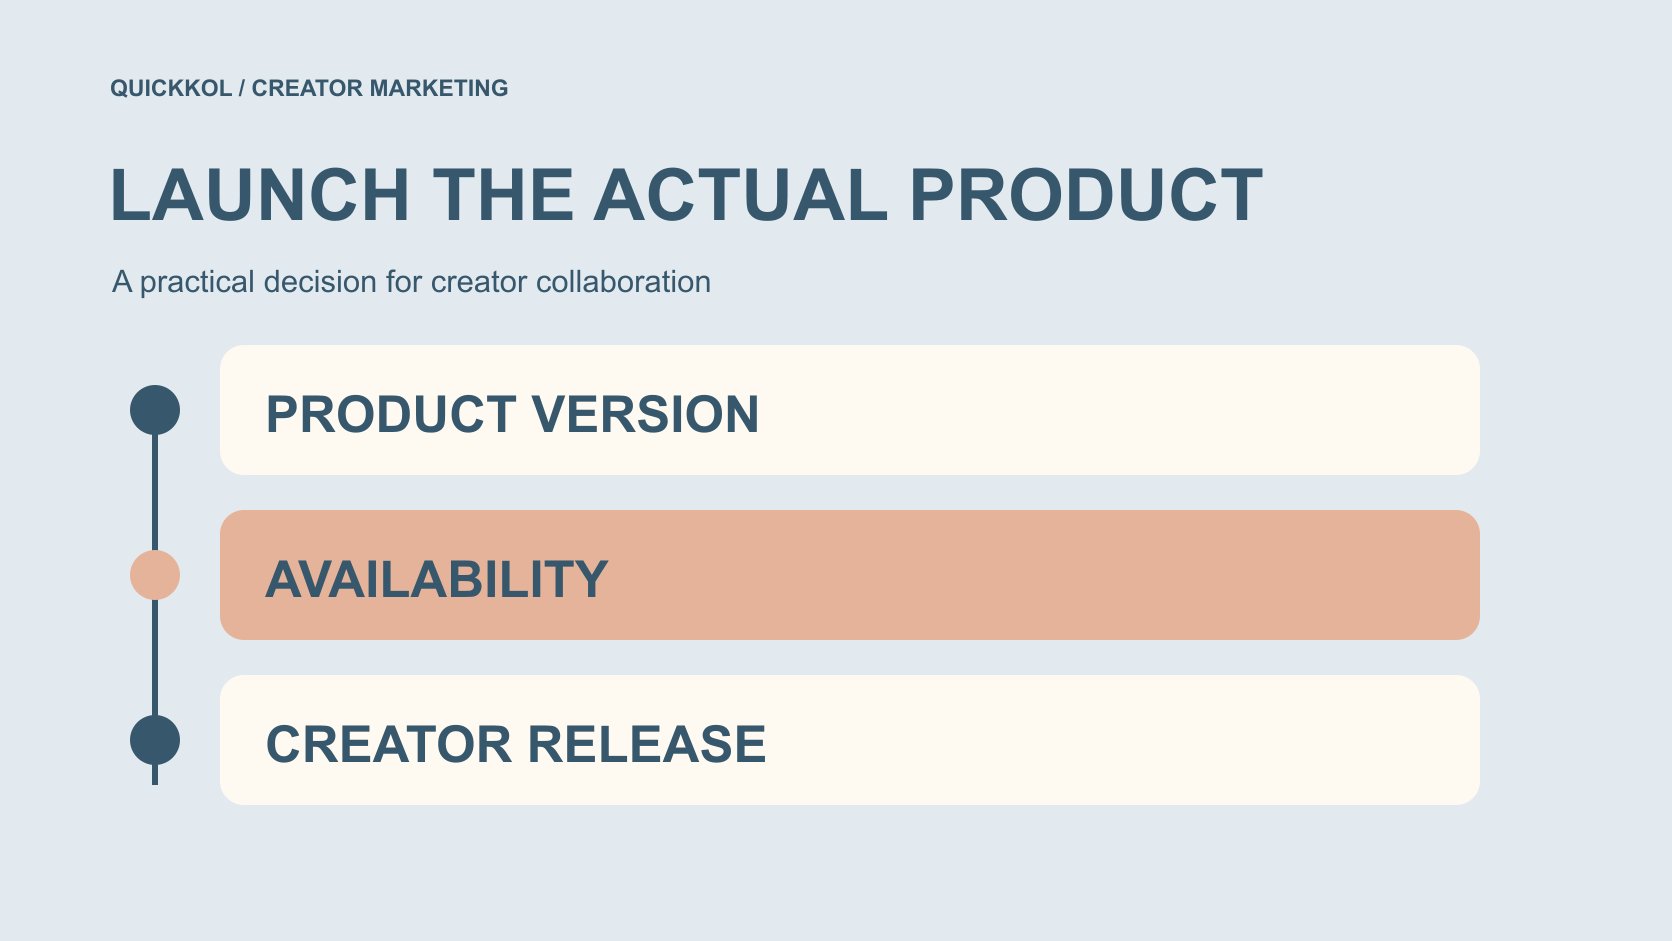 QUICKKOL / CREATOR MARKETING
LAUNCH THE ACTUAL PRODUCT
A practical decision for creator collaboration
PRODUCT VERSION
AVAILABILITY
CREATOR RELEASE